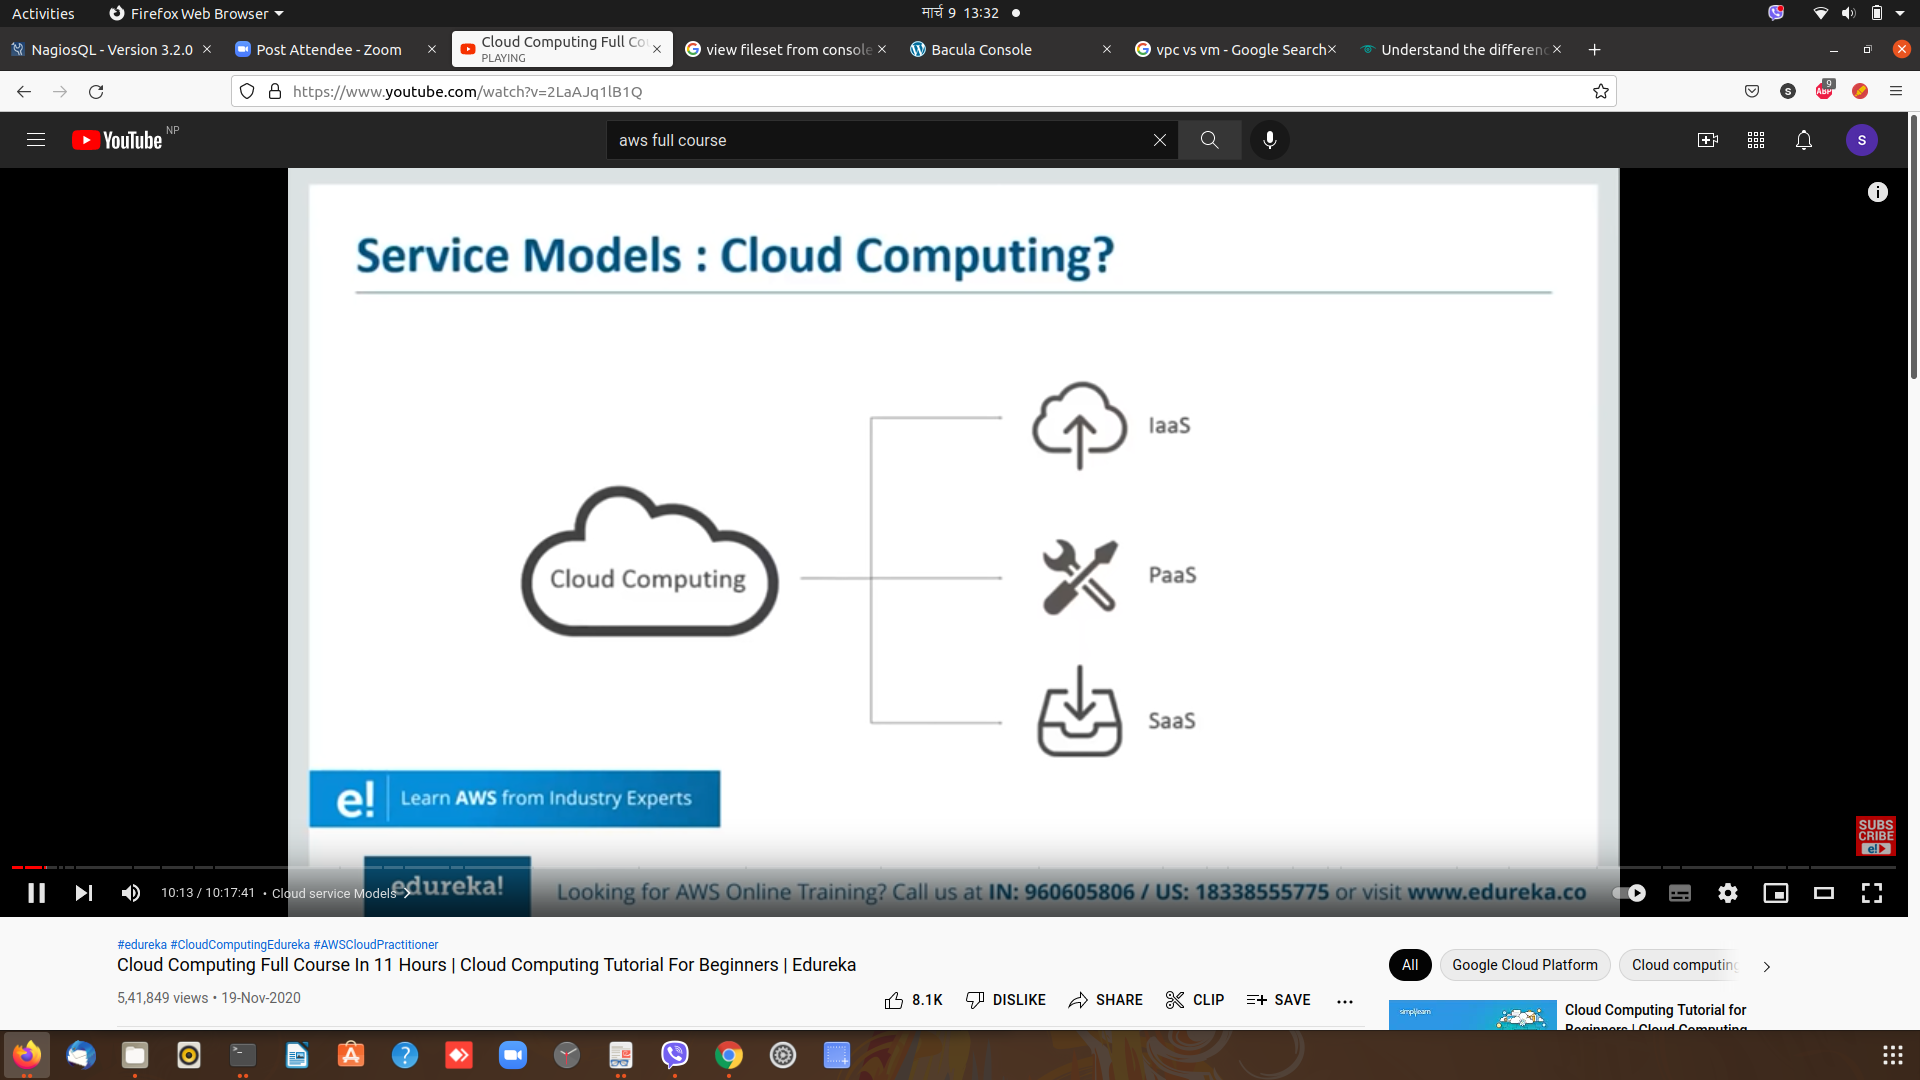 Activities
Firefox Web Browser
मार्च 9 13:32
NagiosQL - Version 3.2.0
Post Attendee - Zoom
Cloud Computing Full Co
PLAYING
view fileset from console
Bacula Console
vpc vs vm - Google Search
Understand the differenc
https://www.youtube.com/watch?v=2LaAJq1lB1Q
S
ABP
9
YouTube NP
aws full course
S
Service Models : Cloud Computing?
Cloud Computing
IaaS
PaaS
SaaS
e! Learn AWS from Industry Experts
SUBS
CRIBE
e!
10:13 / 10:17:41 • Cloud service Models
edureka!
Looking for AWS Online Training? Call us at IN: 960605806 / US: 18338555775 or visit www.edureka.co
#edureka #CloudComputingEdureka #AWSCloudPractitioner
Cloud Computing Full Course In 11 Hours | Cloud Computing Tutorial For Beginners | Edureka
5,41,849 views • 19-Nov-2020
8.1K
DISLIKE
SHARE
CLIP
SAVE
All
Google Cloud Platform
Cloud computing
simplilearn
Cloud Computing Tutorial for
Beginners | Cloud Computing